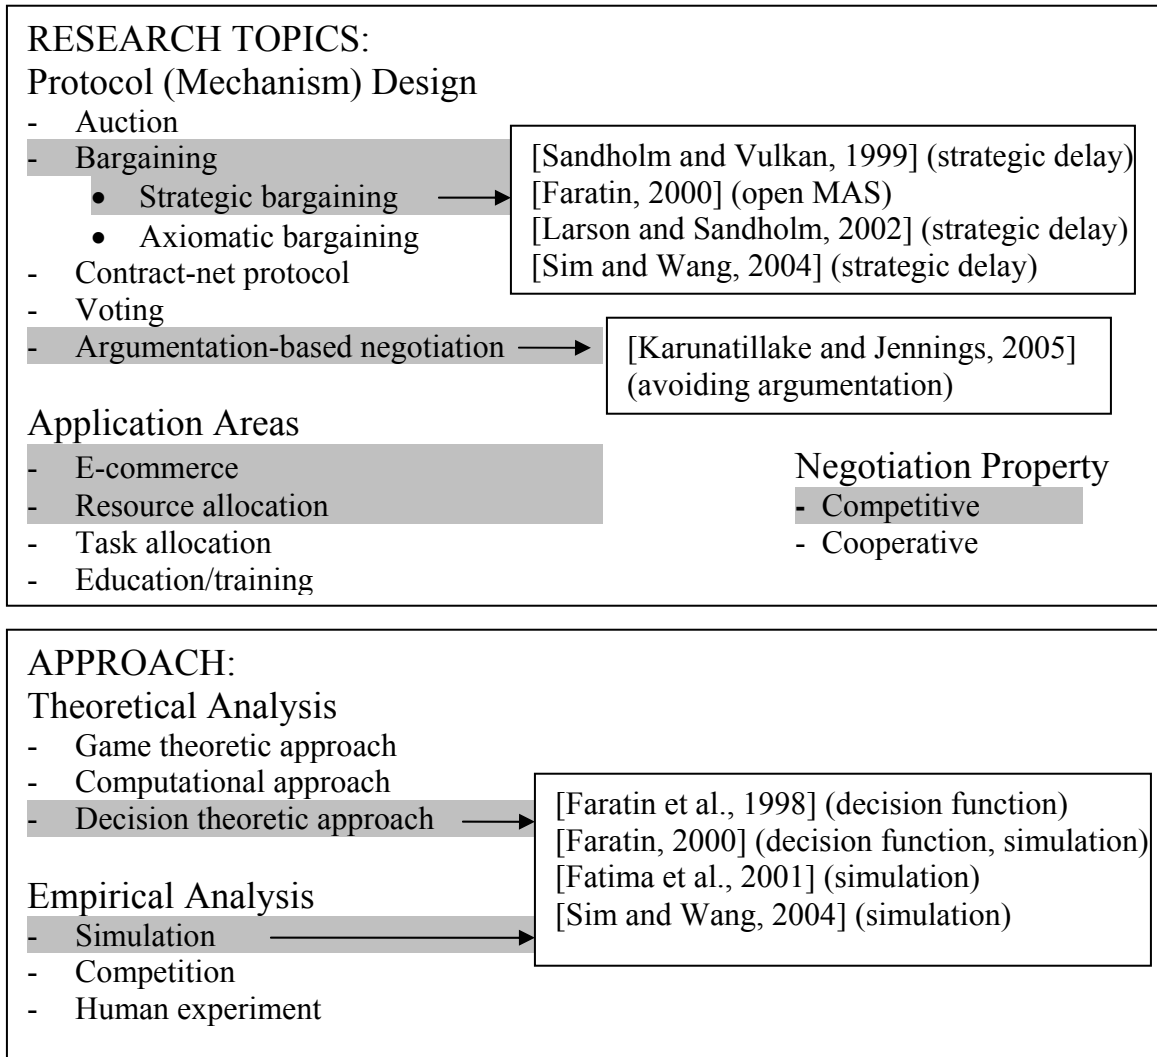 RESEARCH TOPICS:
Protocol (Mechanism) Design
- Auction
- Bargaining
• Strategic bargaining
• Axiomatic bargaining
- Contract-net protocol
- Voting
- Argumentation-based negotiation
[Sandholm and Vulkan, 1999] (strategic delay)
[Faratin, 2000] (open MAS)
[Larson and Sandholm, 2002] (strategic delay)
[Sim and Wang, 2004] (strategic delay)
[Karunatillake and Jennings, 2005]
(avoiding argumentation)
Application Areas
- E-commerce
- Resource allocation
- Task allocation
- Education/training
Negotiation Property
- Competitive
- Cooperative
APPROACH:
Theoretical Analysis
- Game theoretic approach
- Computational approach
- Decision theoretic approach
Empirical Analysis
- Simulation
- Competition
- Human experiment
[Faratin et al., 1998] (decision function)
[Faratin, 2000] (decision function, simulation)
[Fatima et al., 2001] (simulation)
[Sim and Wang, 2004] (simulation)